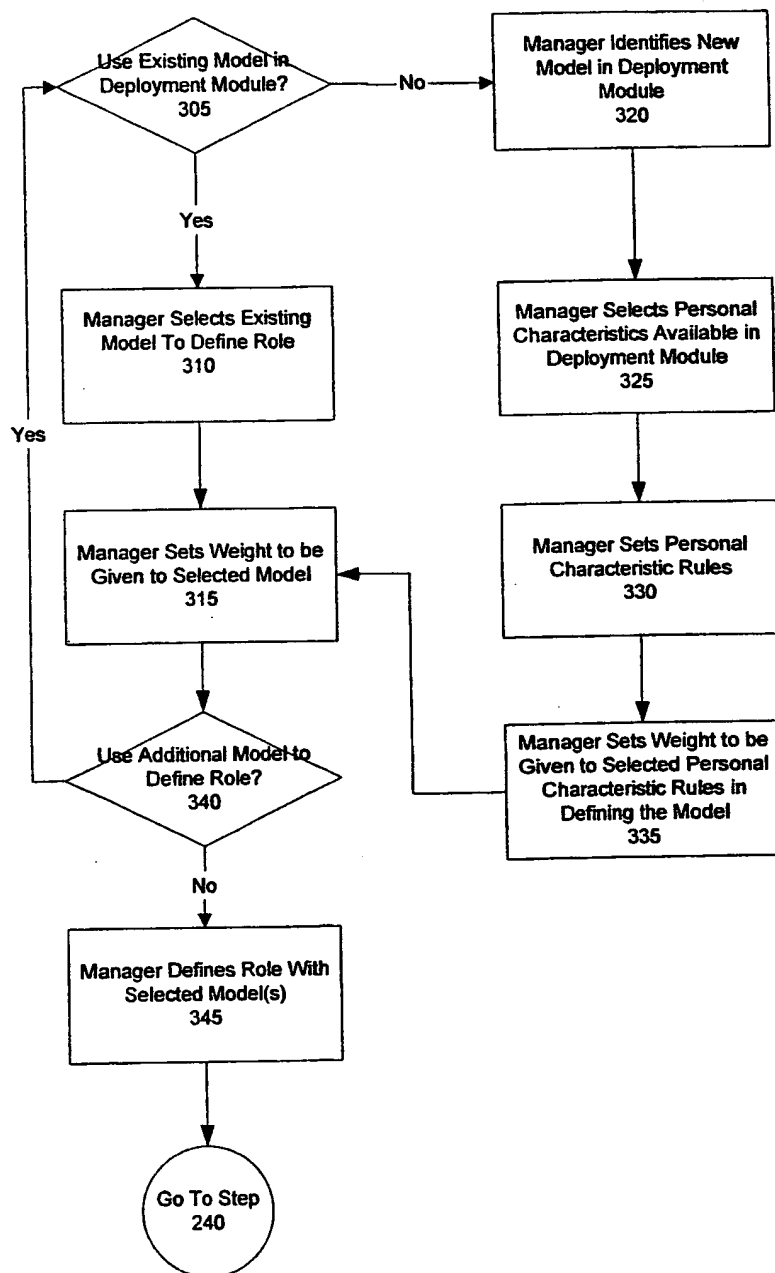 Use Existing Model in
Deployment Module?
305
No
Manager Identifies New
Model in Deployment
Module
320
Yes
Manager Selects Existing
Model To Define Role
310
Manager Selects Personal
Characteristics Available in
Deployment Module
325
Yes
Manager Sets Weight to be
Given to Selected Model
315
Manager Sets Personal
Characteristic Rules
330
Use Additional Model to
Define Role?
340
Manager Sets Weight to be
Given to Selected Personal
Characteristic Rules in
Defining the Model
335
No
Manager Defines Role With
Selected Model(s)
345
Go To Step
240